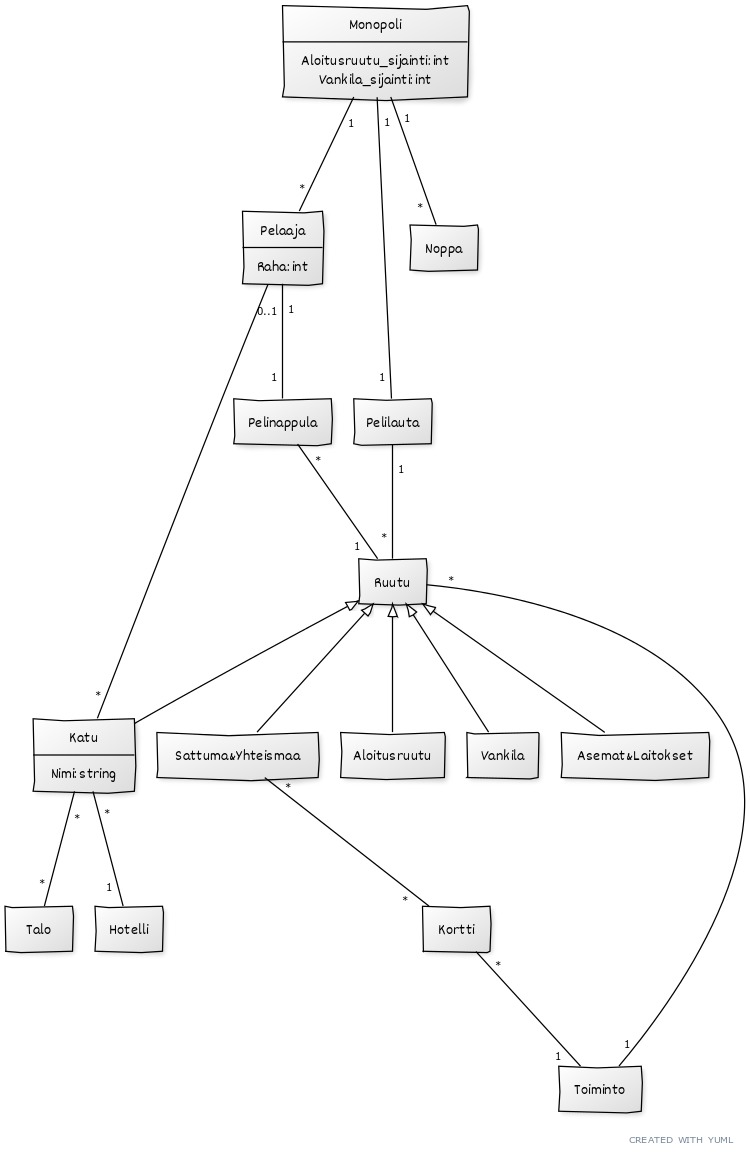 Monopoli
Aloitusruutu_sijainti:int
Vankila_sijainti:int
1
1
1
*
*
Pelaaja
Raha:int
Noppa
0..1
1
1
1
Pelinappula
Pelilauta
*
1
*
1
Ruutu
*
*
Katu
Nimi:string
Sattuma&Yhteismaa
Aloitusruutu
Vankila
Asemat&Laitokset
*
*
*
*
1
*
Talo
Hotelli
Kortti
*
1
1
Toiminto
CREATED WITH YUML